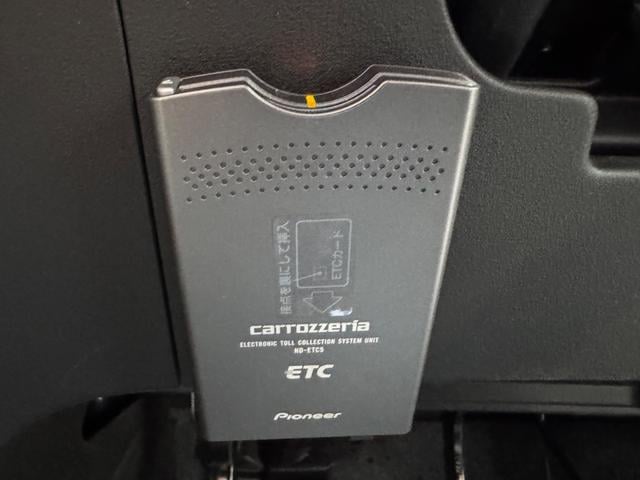 接点を裏にして挿入
ETCカード
carrozzeria
ELECTRONIC TOLL COLLECTION SYSTEM UNIT
ND-ETC5
ETC
Pioneer